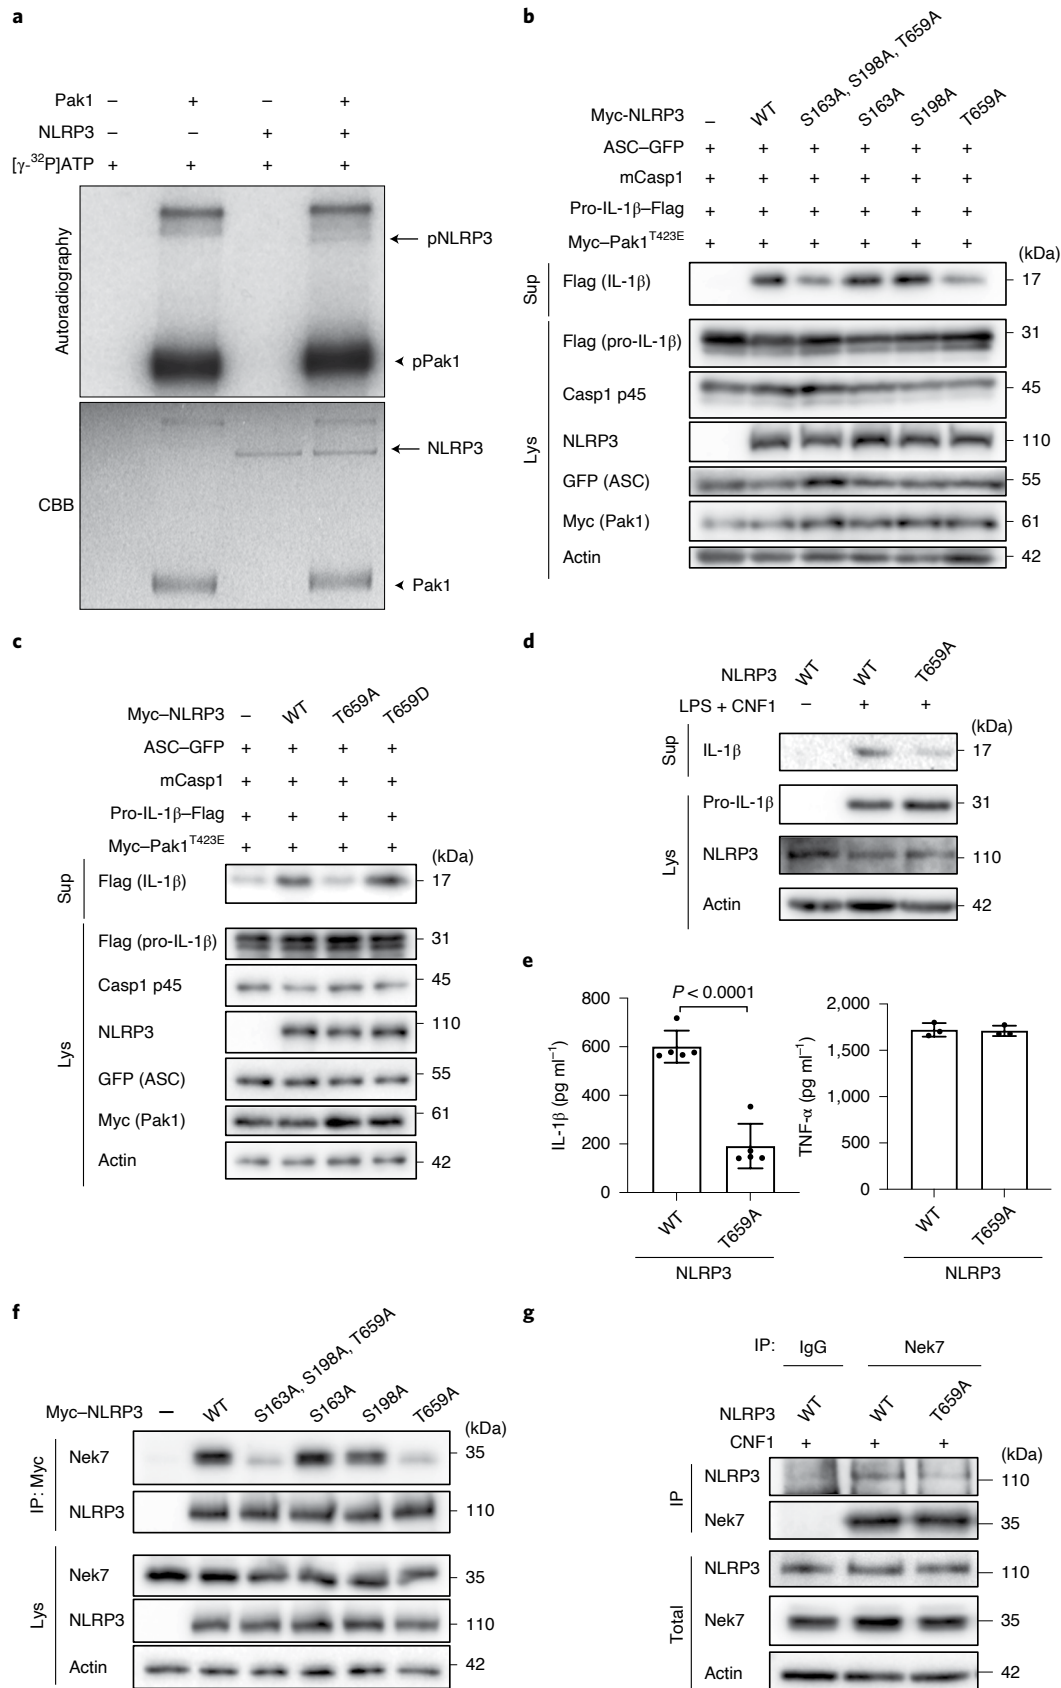 a
Pak1 – + – +
NLRP3 – – + +
[γ-³²P]ATP + + + +
Autoradiography
pNLRP3
pPak1
CBB
NLRP3
Pak1
b
Myc-NLRP3 – WT S163A, S198A, T659A S163A S198A T659A
ASC–GFP + + + + + +
mCasp1 + + + + + +
Pro-IL-1β–Flag + + + + + +
Myc–Pak1ᵀ⁴²³ᴱ + + + + + +
(kDa)
Sup
Flag (IL-1β) 17
Lys
Flag (pro-IL-1β) 31
Casp1 p45 45
NLRP3 110
GFP (ASC) 55
Myc (Pak1) 61
Actin 42
c
Myc–NLRP3 – WT T659A T659D
ASC–GFP + + + +
mCasp1 + + + +
Pro-IL-1β–Flag + + + +
Myc–Pak1ᵀ⁴²³ᴱ + + + +
(kDa)
Sup
Flag (IL-1β) 17
Lys
Flag (pro-IL-1β) 31
Casp1 p45 45
NLRP3 110
GFP (ASC) 55
Myc (Pak1) 61
Actin 42
d
NLRP3 WT WT T659A
LPS + CNF1 – + +
(kDa)
Sup
IL-1β 17
Lys
Pro-IL-1β 31
NLRP3 110
Actin 42
e
P < 0.0001
IL-1β (pg ml⁻¹)
800
600
400
200
0
WT T659A
NLRP3
TNF-α (pg ml⁻¹)
2,000
1,500
1,000
500
0
WT T659A
NLRP3
f
Myc–NLRP3 – WT S163A, S198A, T659A S163A S198A T659A
(kDa)
IP: Myc
Nek7 35
NLRP3 110
Lys
Nek7 35
NLRP3 110
Actin 42
g
IP: IgG Nek7
NLRP3 WT WT T659A
CNF1 + + +
(kDa)
IP
NLRP3 110
Nek7 35
Total
NLRP3 110
Nek7 35
Actin 42